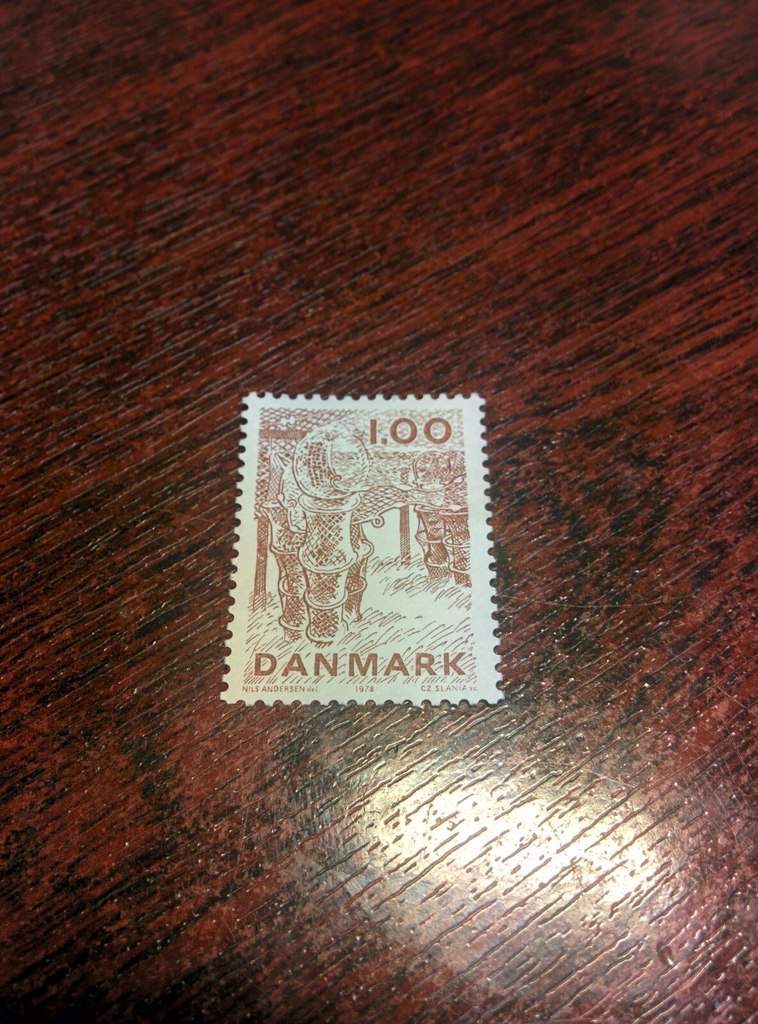 1.00
DANMARK
NILS ANDERSEN del. 1978 CZ.SLANIA sc.